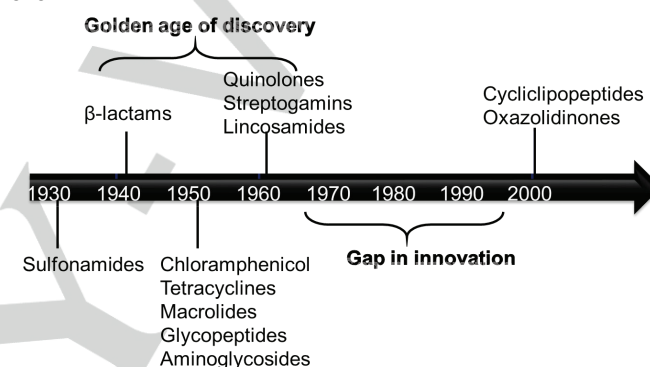 Golden age of discovery
β-lactams
Quinolones
Streptogamins
Lincosamides
Cycliclipopeptides
Oxazolidinones
1930 1940 1950 1960 1970 1980 1990 2000
Sulfonamides
Chloramphenicol
Tetracyclines
Macrolides
Glycopeptides
Aminoglycosides
Gap in innovation